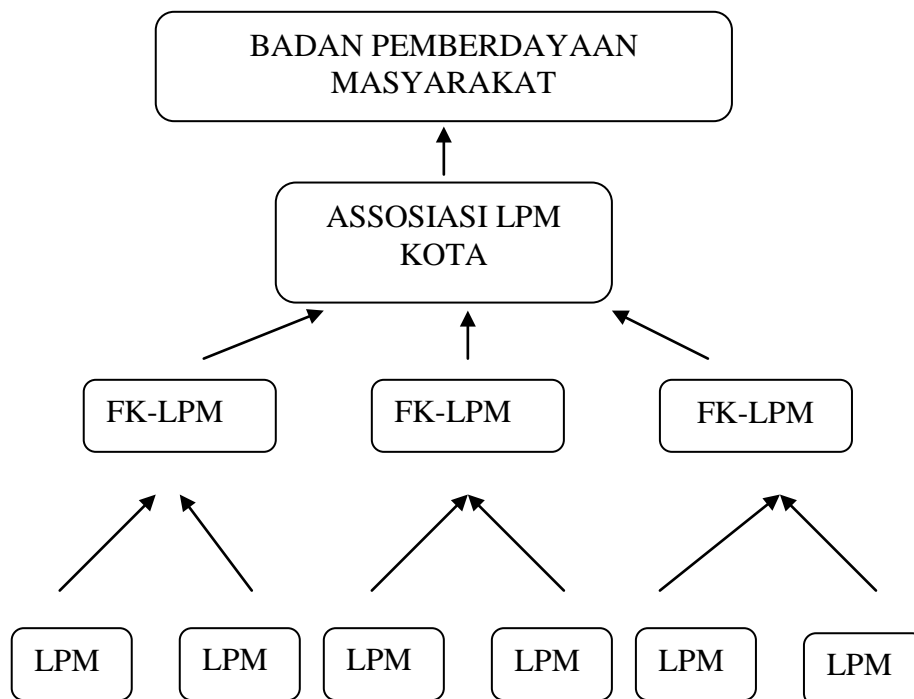 BADAN PEMBERDAYAAN
MASYARAKAT
ASSOSIASI LPM
KOTA
FK-LPM
FK-LPM
FK-LPM
LPM
LPM
LPM
LPM
LPM
LPM